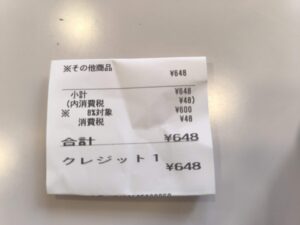 ※その他商品 ¥648
小計 ¥648
(内消費税 ¥48)
※ 8%対象 ¥600
消費税 ¥48
合計 ¥648
クレジット1 ¥648